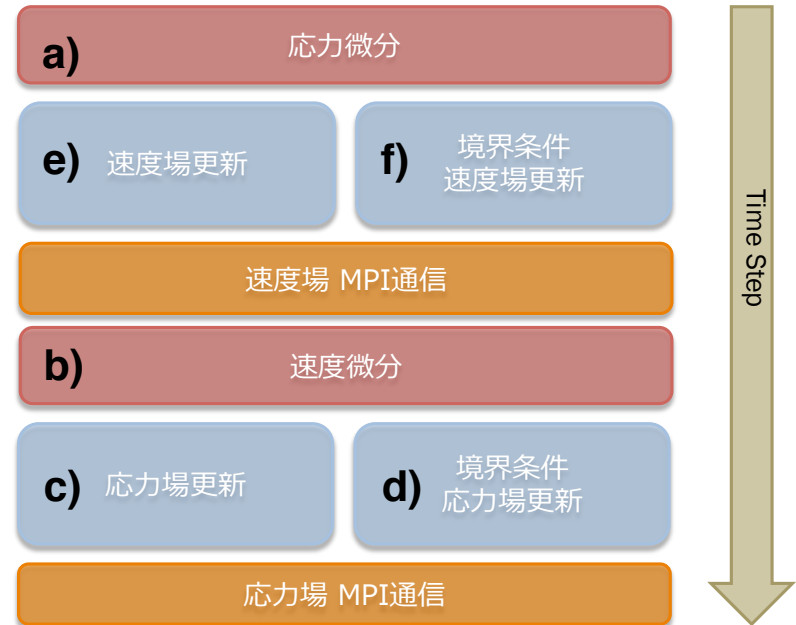 a) 応力微分
e) 速度場更新
f) 境界条件
速度場更新
速度場 MPI通信
b) 速度微分
c) 応力場更新
d) 境界条件
応力場更新
応力場 MPI通信
Time Step